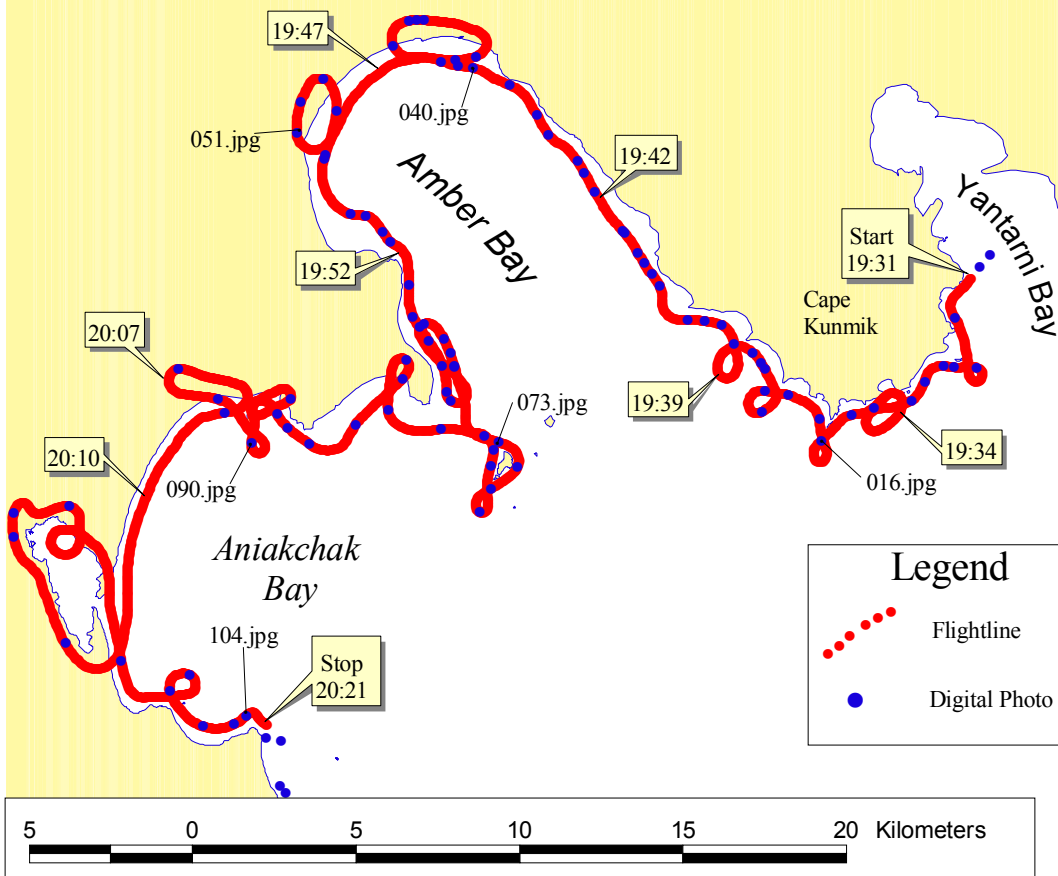 19:47
040.jpg
051.jpg
19:42
Amber Bay
Yantarni Bay
Start
19:31
19:52
Cape
Kunmik
20:07
073.jpg
19:39
19:34
20:10
090.jpg
016.jpg
Aniakchak
Bay
Legend
Flightline
Digital Photo
104.jpg
Stop
20:21
5 0 5 10 15 20 Kilometers